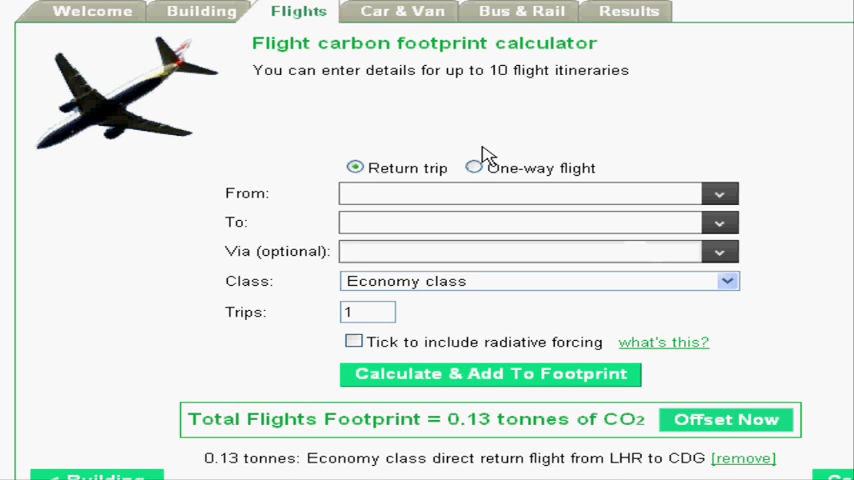 Welcome Building Flights Car & Van Bus & Rail Results
Flight carbon footprint calculator
You can enter details for up to 10 flight itineraries
Return trip One-way flight
From:
To:
Via (optional):
Class: Economy class
Trips: 1
Tick to include radiative forcing what's this?
Calculate & Add To Footprint
Total Flights Footprint = 0.13 tonnes of CO2 Offset Now
0.13 tonnes: Economy class direct return flight from LHR to CDG [remove]
< Building